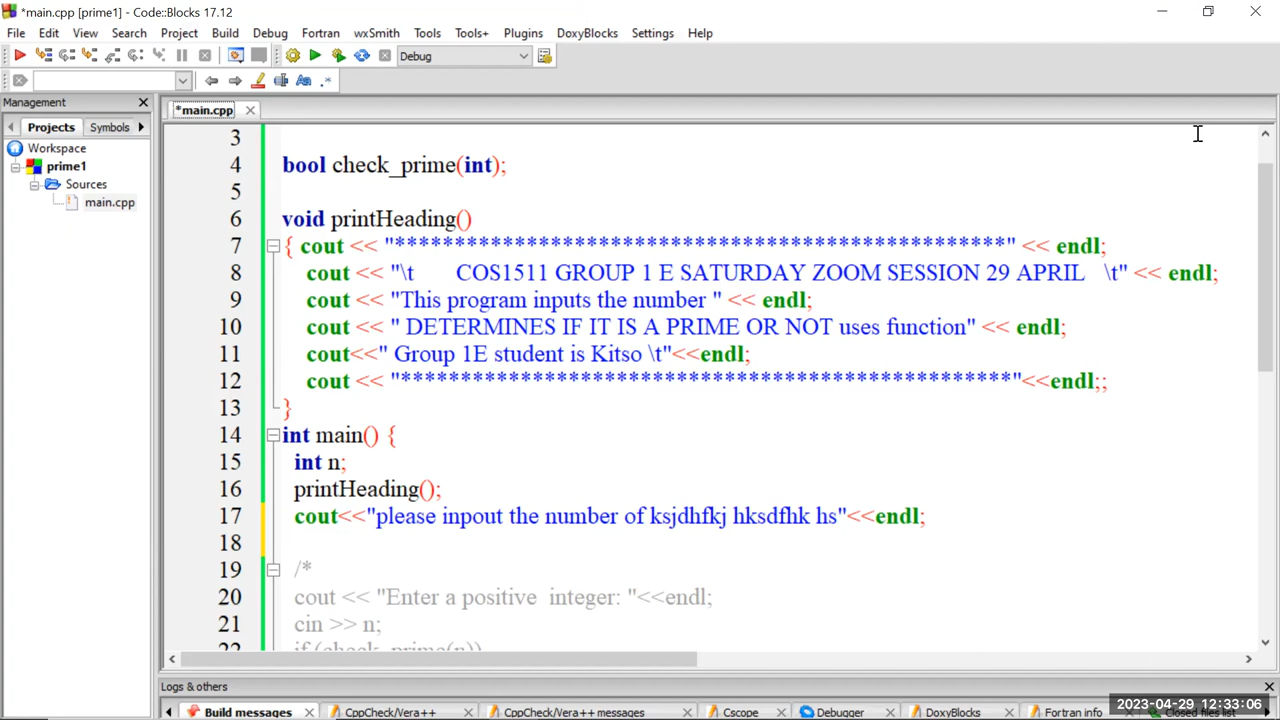 *main.cpp [prime1] - Code::Blocks 17.12
File Edit View Search Project Build Debug Fortran wxSmith Tools Tools+ Plugins DoxyBlocks Settings Help
Debug
Management
*main.cpp
Projects Symbols
Workspace
prime1
Sources
main.cpp
3
4 bool check_prime(int);
5
6 void printHeading()
7 { cout << "***************************************************" << endl;
8 cout << "\t COS1511 GROUP 1 E SATURDAY ZOOM SESSION 29 APRIL \t" << endl;
9 cout << "This program inputs the number " << endl;
10 cout << " DETERMINES IF IT IS A PRIME OR NOT uses function" << endl;
11 cout<<" Group 1E student is Kitso \t"<<endl;
12 cout << "***************************************************"<<endl;;
13 }
14 int main() {
15 int n;
16 printHeading();
17 cout<<"please inpout the number of ksjdhfkj hksdfhk hs"<<endl;
18
19 /*
20 cout << "Enter a positive integer: "<<endl;
21 cin >> n;
22 if (check_prime(n))
Logs & others
Build messages CppCheck/Vera++ CppCheck/Vera++ messages Cscope Debugger DoxyBlocks Fortran info Closed files list
2023-04-29 12:33:06